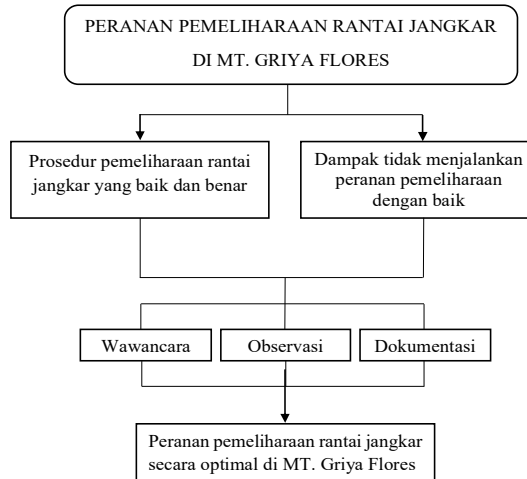 PERANAN PEMELIHARAAN RANTAI JANGKAR
DI MT. GRIYA FLORES
Prosedur pemeliharaan rantai
jangkar yang baik dan benar
Dampak tidak menjalankan
peranan pemeliharaan
dengan baik
Wawancara
Observasi
Dokumentasi
Peranan pemeliharaan rantai jangkar
secara optimal di MT. Griya Flores